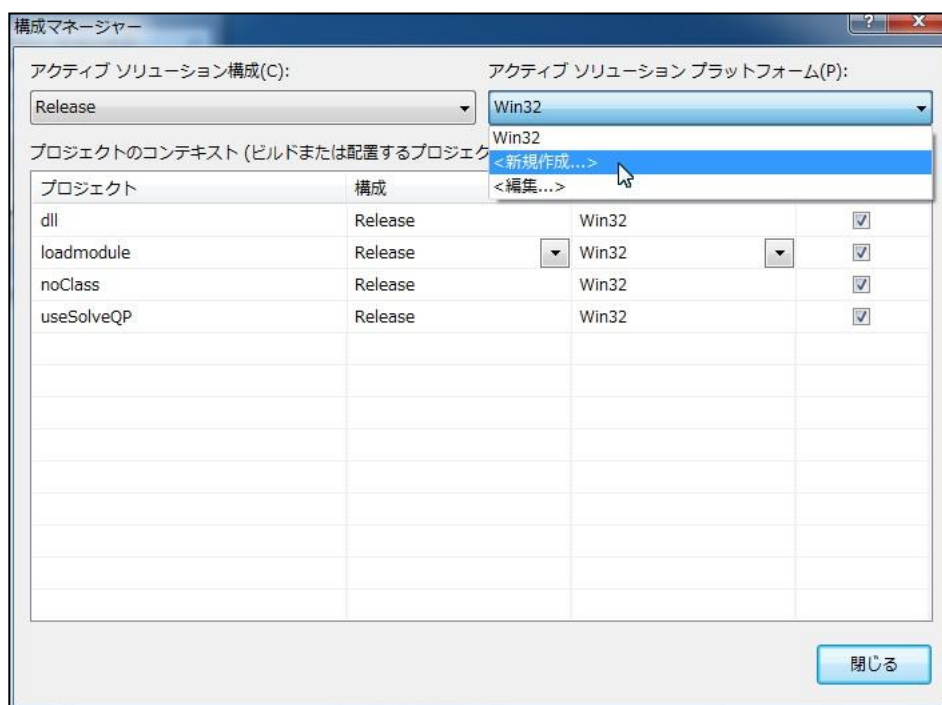 構成マネージャー
アクティブ ソリューション構成(C):
アクティブ ソリューション プラットフォーム(P):
Release
Win32
Win32
<新規作成...>
<編集...>
プロジェクトのコンテキスト (ビルドまたは配置するプロジェク
プロジェクト 構成
dll Release Win32
loadmodule Release Win32
noClass Release Win32
useSolveQP Release Win32
閉じる